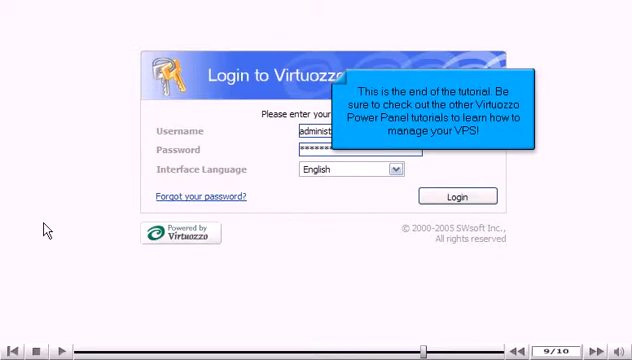 Login to Virtuozzo
This is the end of the tutorial. Be
sure to check out the other Virtuozzo
Power Panel tutorials to learn how to
manage your VPS!
Please enter your
Username
administ
Password
********
Interface Language
English
Forgot your password?
Login
Powered by
Virtuozzo
© 2000-2005 SWsoft Inc.,
All rights reserved
9/10